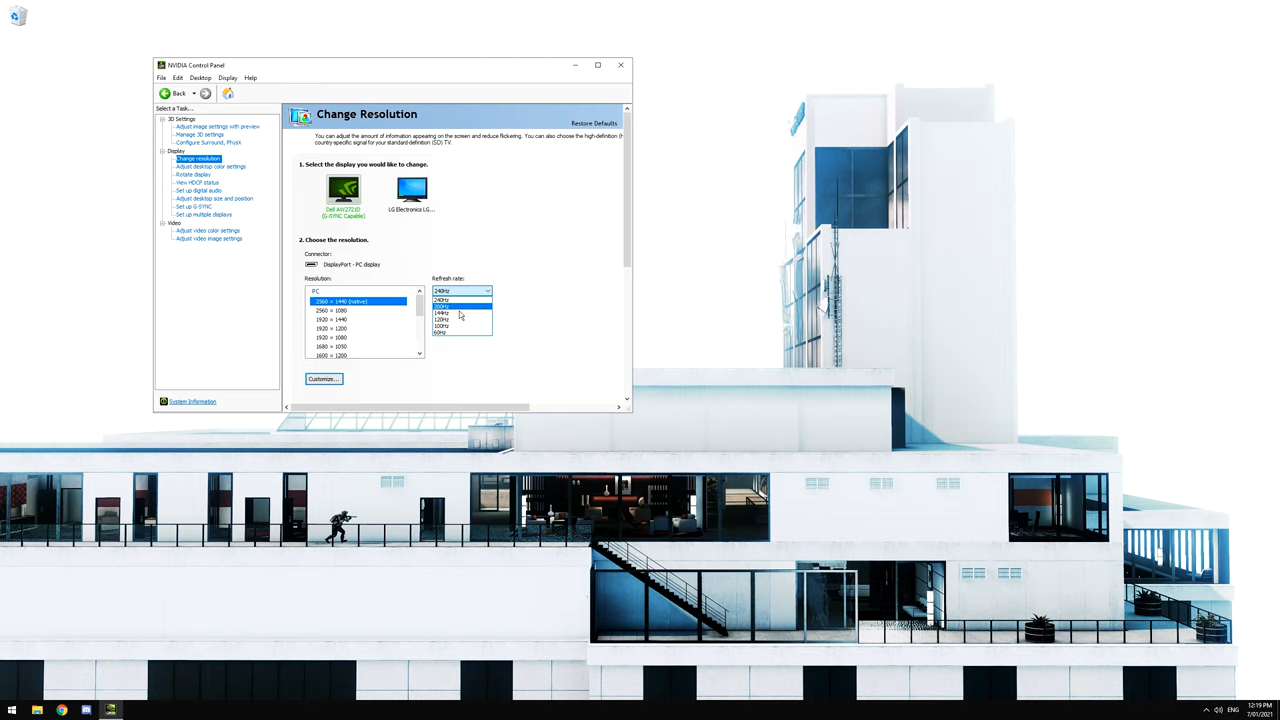 NVIDIA Control Panel
File Edit Desktop Display Help
Back
Select a Task...
3D Settings
Adjust image settings with preview
Manage 3D settings
Configure Surround, PhysX
Display
Change resolution
Adjust desktop color settings
Rotate display
View HDCP status
Set up digital audio
Adjust desktop size and position
Set up G-SYNC
Set up multiple displays
Video
Adjust video color settings
Adjust video image settings
System Information
Change Resolution
Restore Defaults
You can adjust the amount of information appearing on the screen and reduce flickering. You can also choose the high-definition (H
country-specific signal for your standard-definition (SD) TV.
1. Select the display you would like to change.
Dell AW2721D
(G-SYNC Capable)
LG Electronics LG...
2. Choose the resolution.
Connector:
DisplayPort - PC display
Resolution:
PC
2560 × 1440 (native)
2560 × 1080
1920 × 1440
1920 × 1200
1920 × 1080
1680 × 1050
1600 × 1200
Refresh rate:
240Hz
240Hz
200Hz
144Hz
120Hz
100Hz
60Hz
Customize...
ENG
12:19 PM
7/01/2021